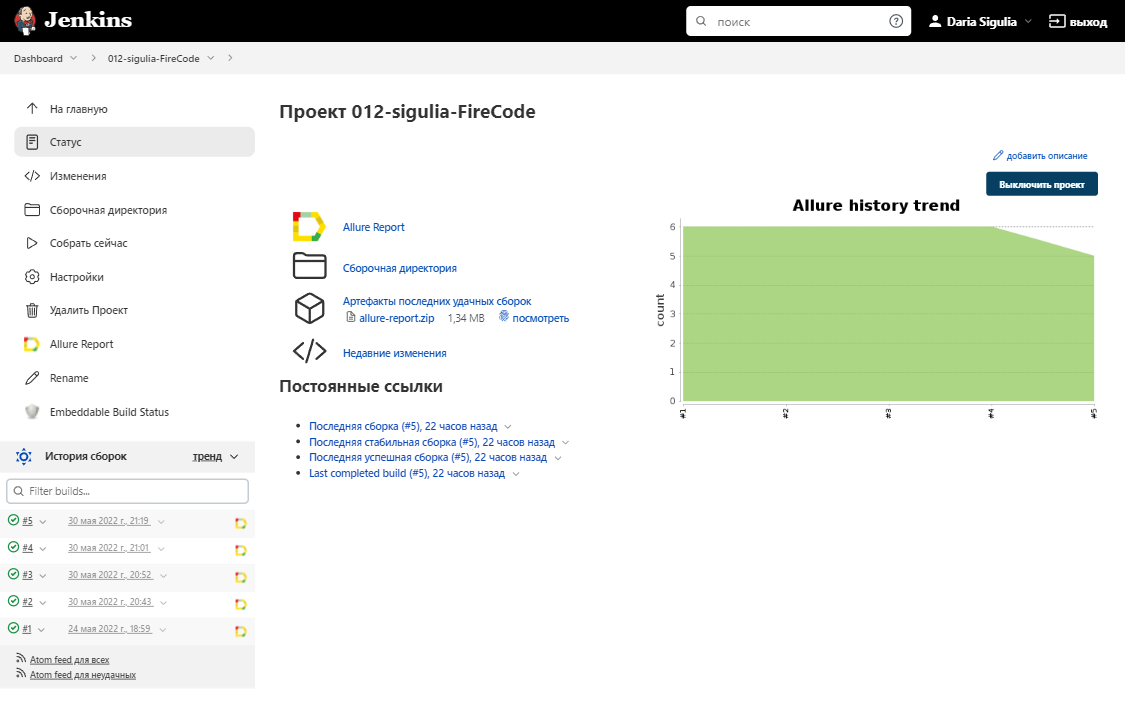 Jenkins
поиск
Daria Sigulia
выход
Dashboard
012-sigulia-FireCode
На главную
Статус
Изменения
Сборочная директория
Собрать сейчас
Настройки
Удалить Проект
Allure Report
Rename
Embeddable Build Status
История сборок
тренд
Filter builds...
#5 30 мая 2022 г., 21:19
#4 30 мая 2022 г., 21:01
#3 30 мая 2022 г., 20:52
#2 30 мая 2022 г., 20:43
#1 24 мая 2022 г., 18:59
Atom feed для всех
Atom feed для неудачных
Проект 012-sigulia-FireCode
добавить описание
Выключить проект
Allure Report
Сборочная директория
Артефакты последних удачных сборок
allure-report.zip 1,34 MB посмотреть
Недавние изменения
Постоянные ссылки
Последняя сборка (#5), 22 часов назад
Последняя стабильная сборка (#5), 22 часов назад
Последняя успешная сборка (#5), 22 часов назад
Last completed build (#5), 22 часов назад
Allure history trend
count
6
5
4
3
2
1
0
#1 #2 #3 #4 #5